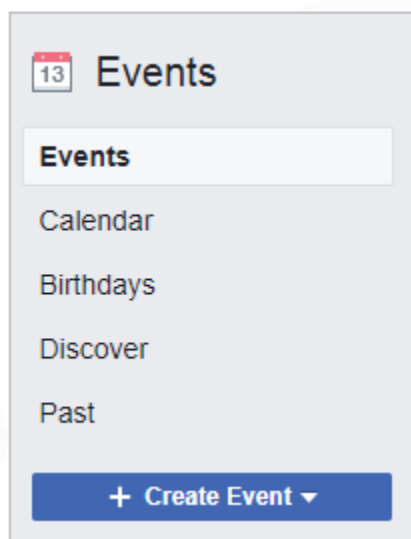 13 Events
Events
Calendar
Birthdays
Discover
Past
+ Create Event